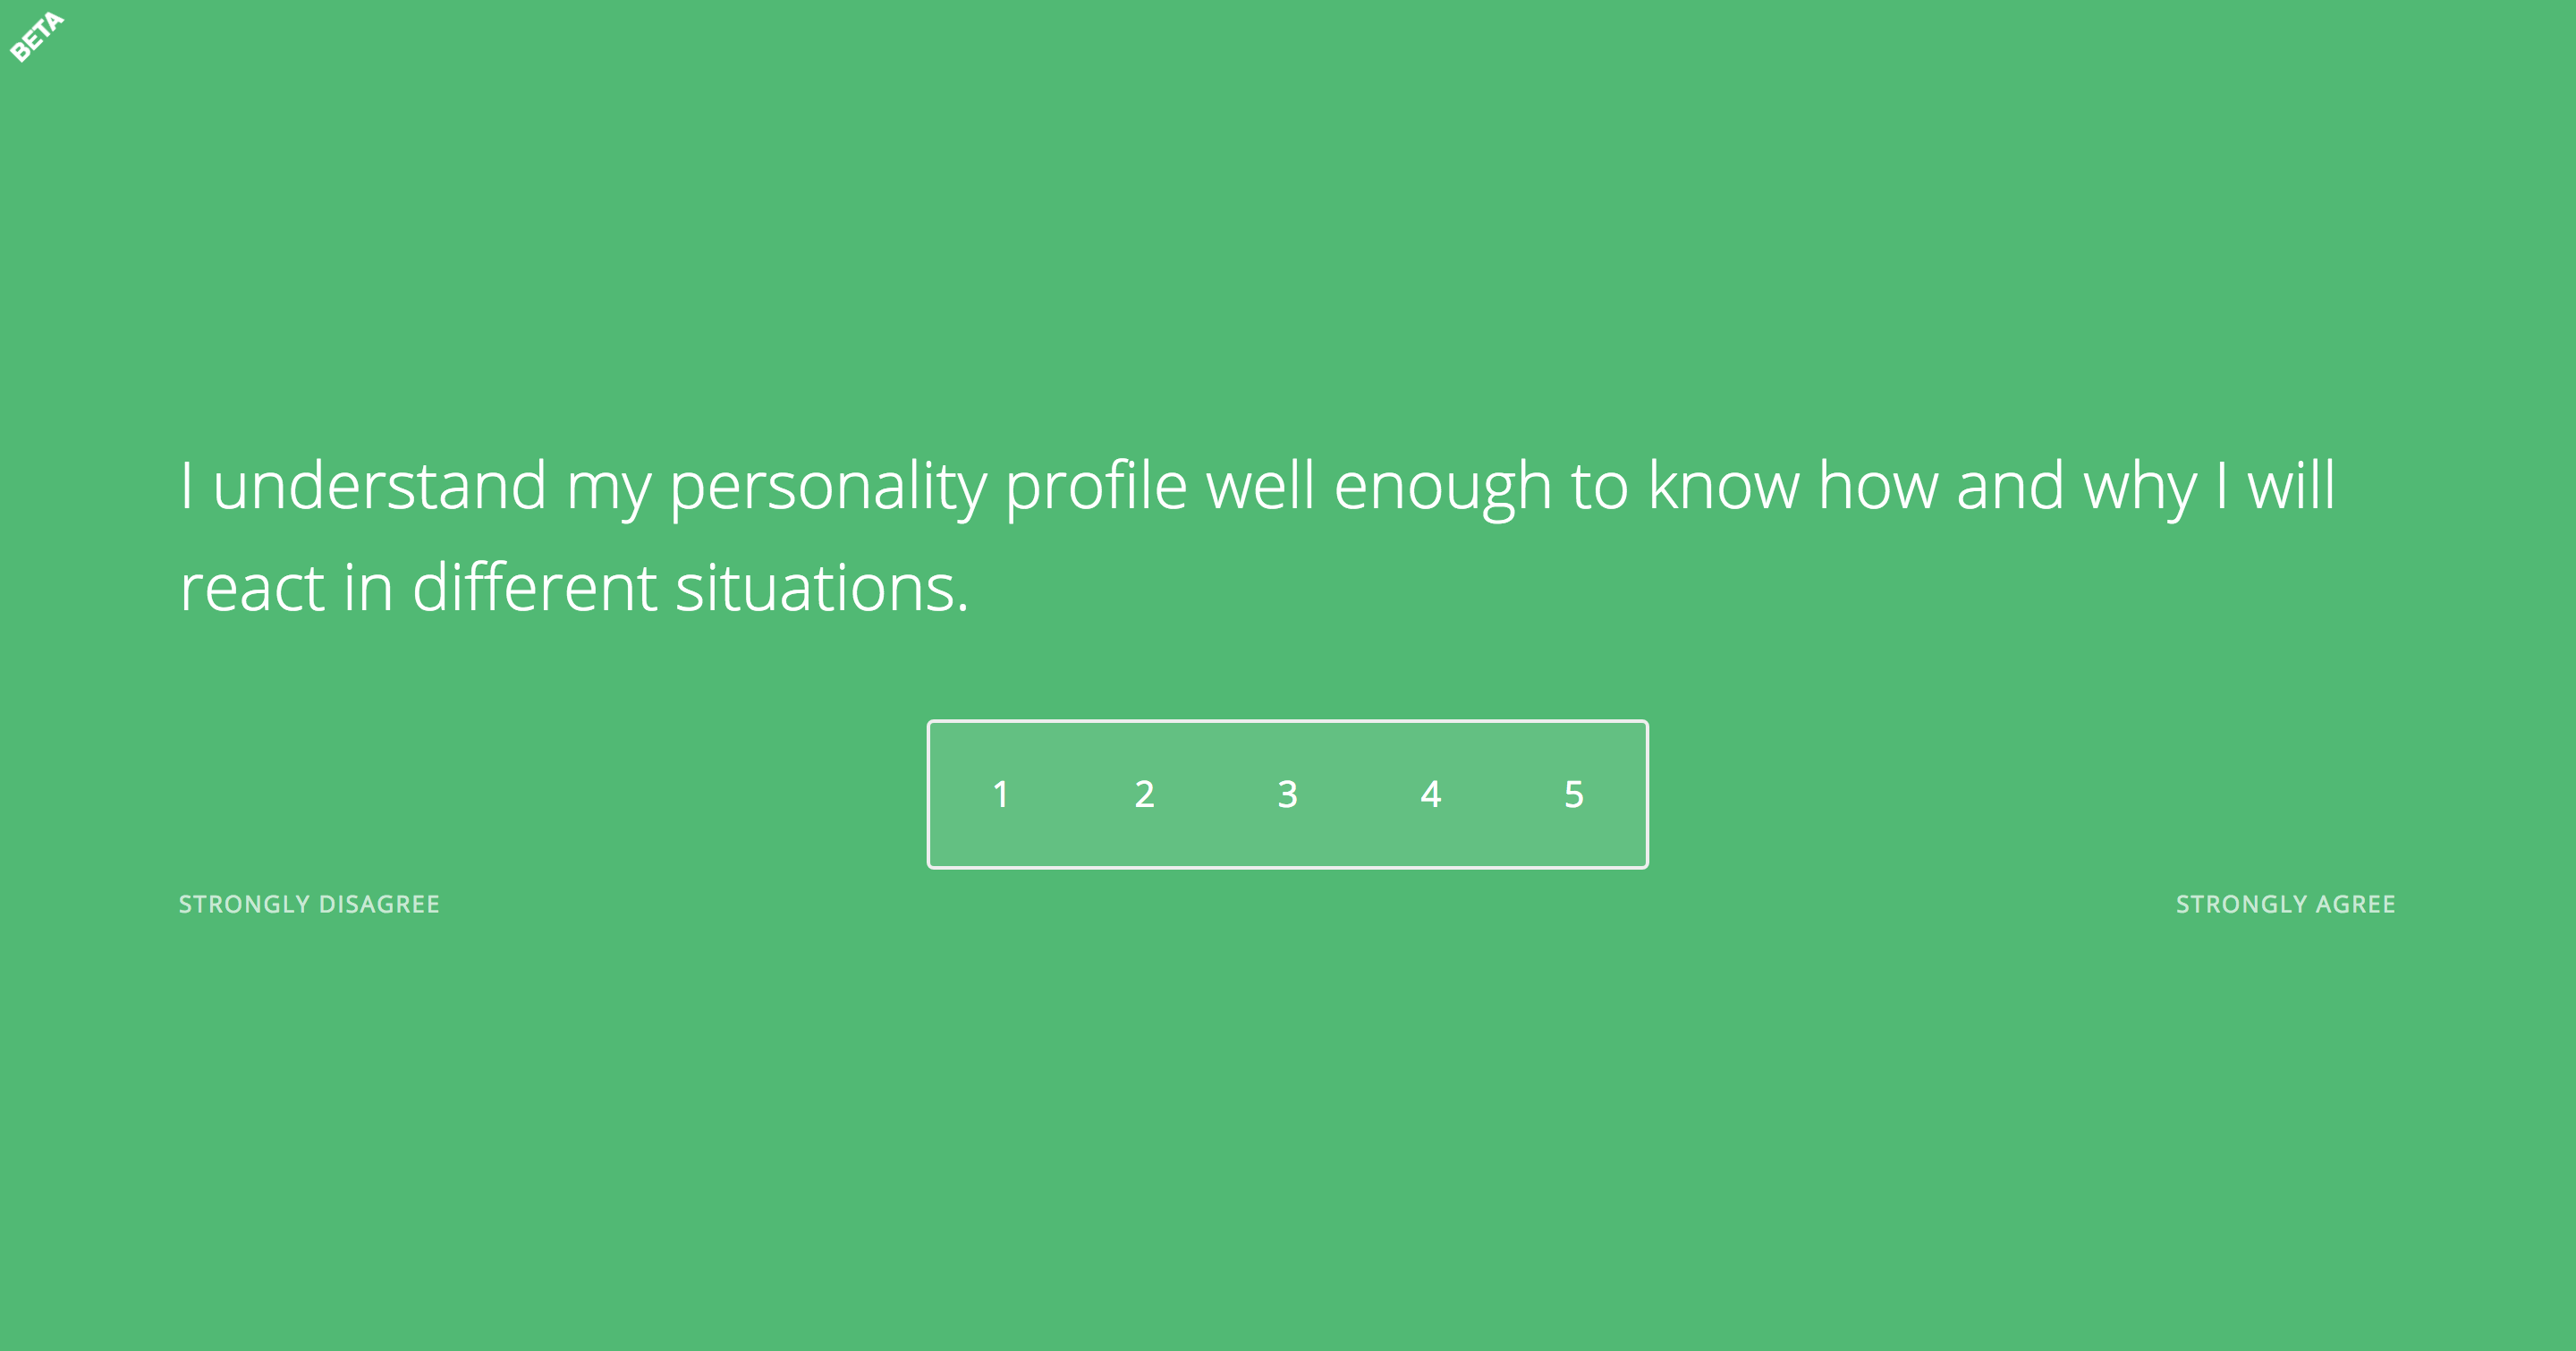 BETA
I understand my personality profile well enough to know how and why I will
react in different situations.
1 2 3 4 5
STRONGLY DISAGREE STRONGLY AGREE